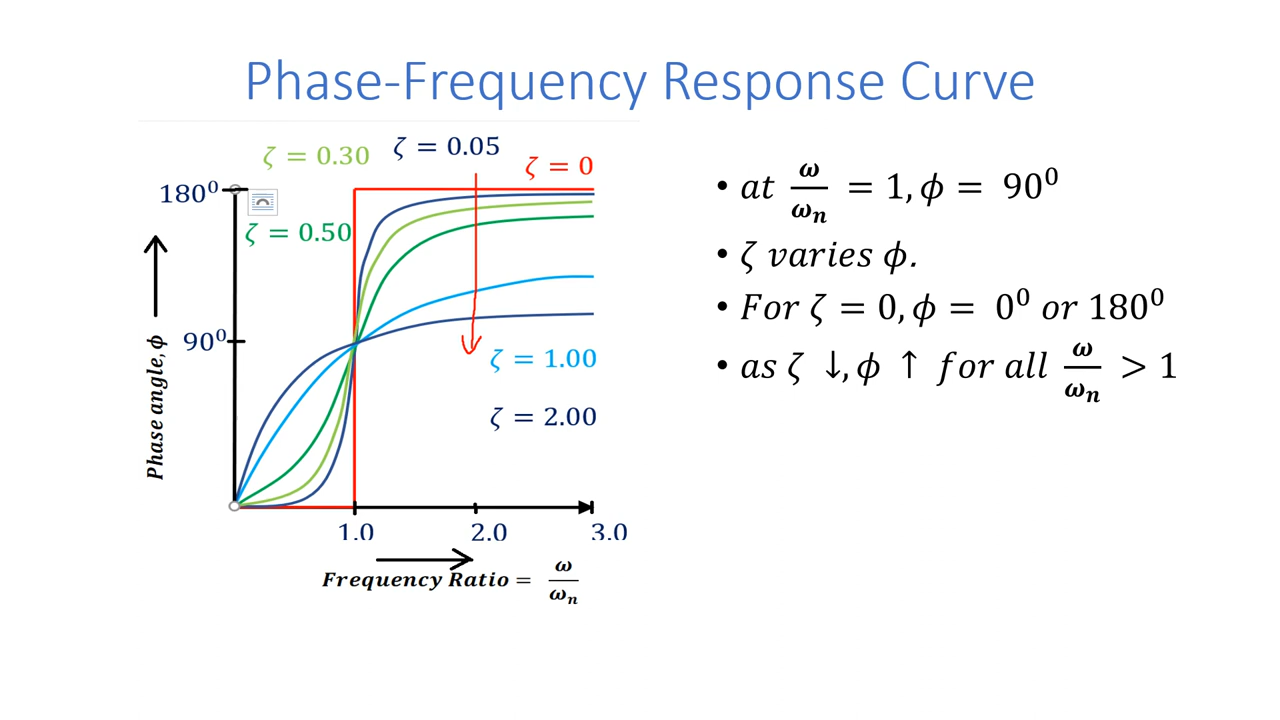 Phase-Frequency Response Curve
ζ = 0.30
ζ = 0.05
ζ = 0
180⁰
ζ = 0.50
90⁰
Phase angle, ϕ
ζ = 1.00
ζ = 2.00
1.0 2.0 3.0
Frequency Ratio = ω/ωₙ
• at ω/ωₙ = 1, ϕ = 90⁰
• ζ varies ϕ.
• For ζ = 0, ϕ = 0⁰ or 180⁰
• as ζ ↓, ϕ ↑ for all ω/ωₙ > 1